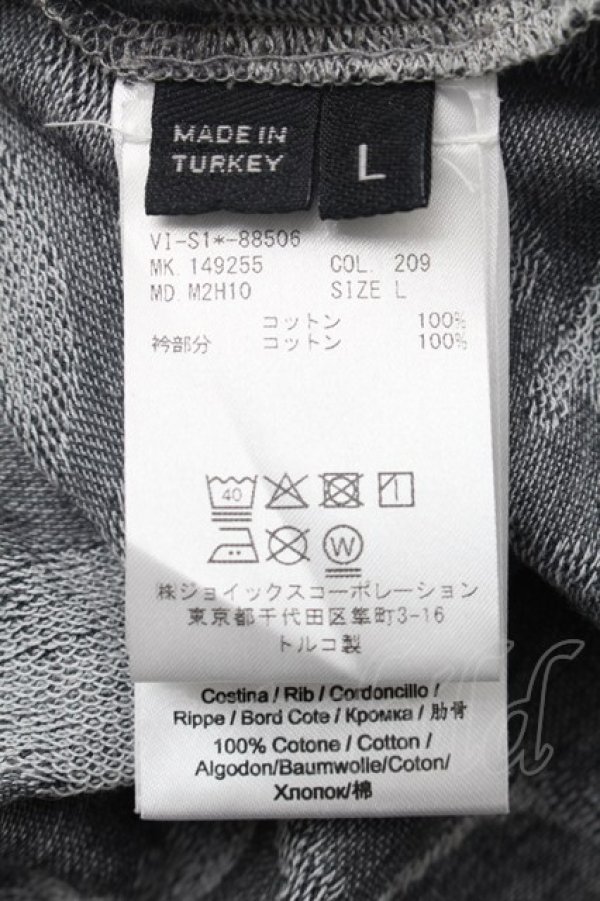 MADE IN
TURKEY
L
VI-S1*-88506
MK. 149255 COL. 209
MD. M2H10 SIZE L
コットン 100%
衿部分 コットン 100%
40
W
㈱ジョイックスコーポレーション
東京都千代田区隼町3-16
トルコ製
Costina / Rib / Cordoncillo /
Rippe / Bord Cote / Кромка / 肋骨
100% Cotone / Cotton /
Algodon/Baumwolle/Coton/
Хлопок/棉